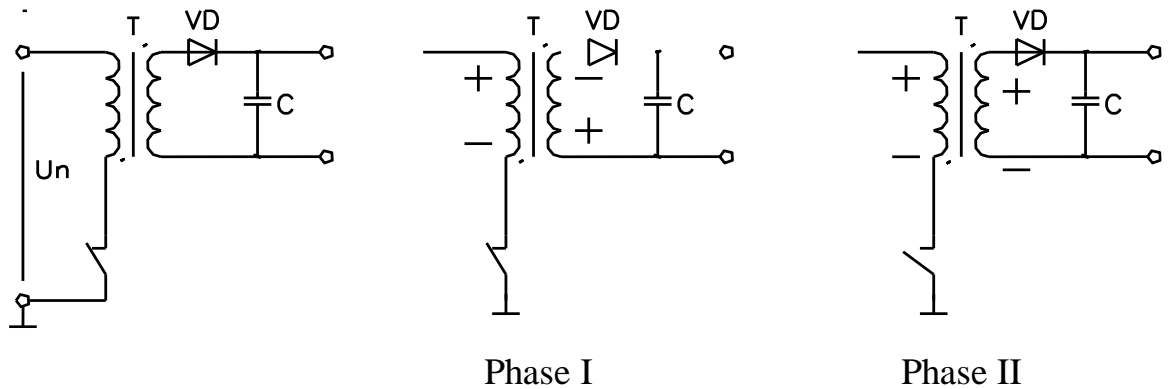 T VD T VD T VD
+ − + +
C + C + C
− −
Un −
Phase I Phase II